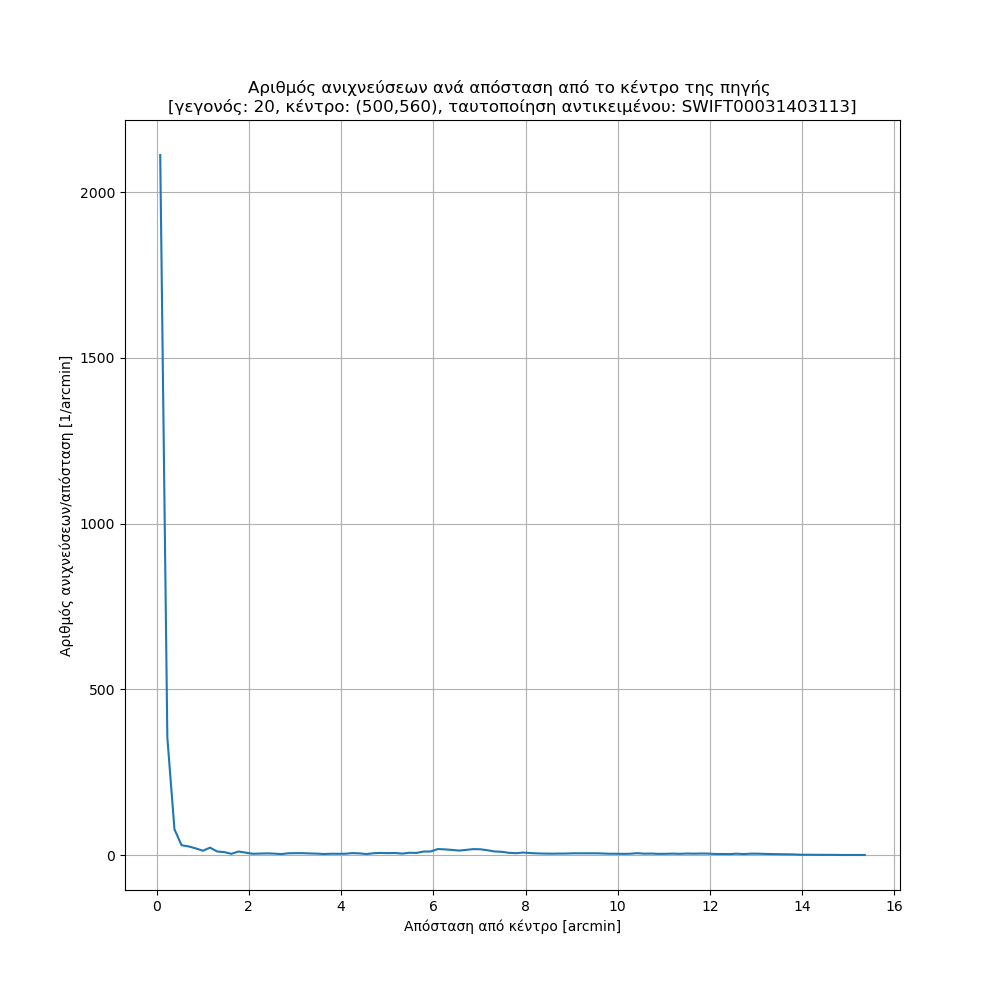 Αριθμός ανιχνεύσεων ανά απόσταση από το κέντρο της πηγής
[γεγονός: 20, κέντρο: (500,560), ταυτοποίηση αντικειμένου: SWIFT00031403113]
Αριθμός ανιχνεύσεων/απόσταση [1/arcmin]
2000
1500
1000
500
0
0 2 4 6 8 10 12 14 16
Απόσταση από κέντρο [arcmin]